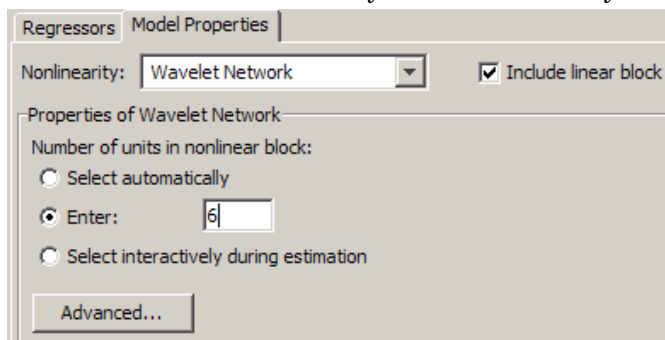 Regressors Model Properties
Nonlinearity: Wavelet Network Include linear block
Properties of Wavelet Network
Number of units in nonlinear block:
Select automatically
Enter: 6
Select interactively during estimation
Advanced...